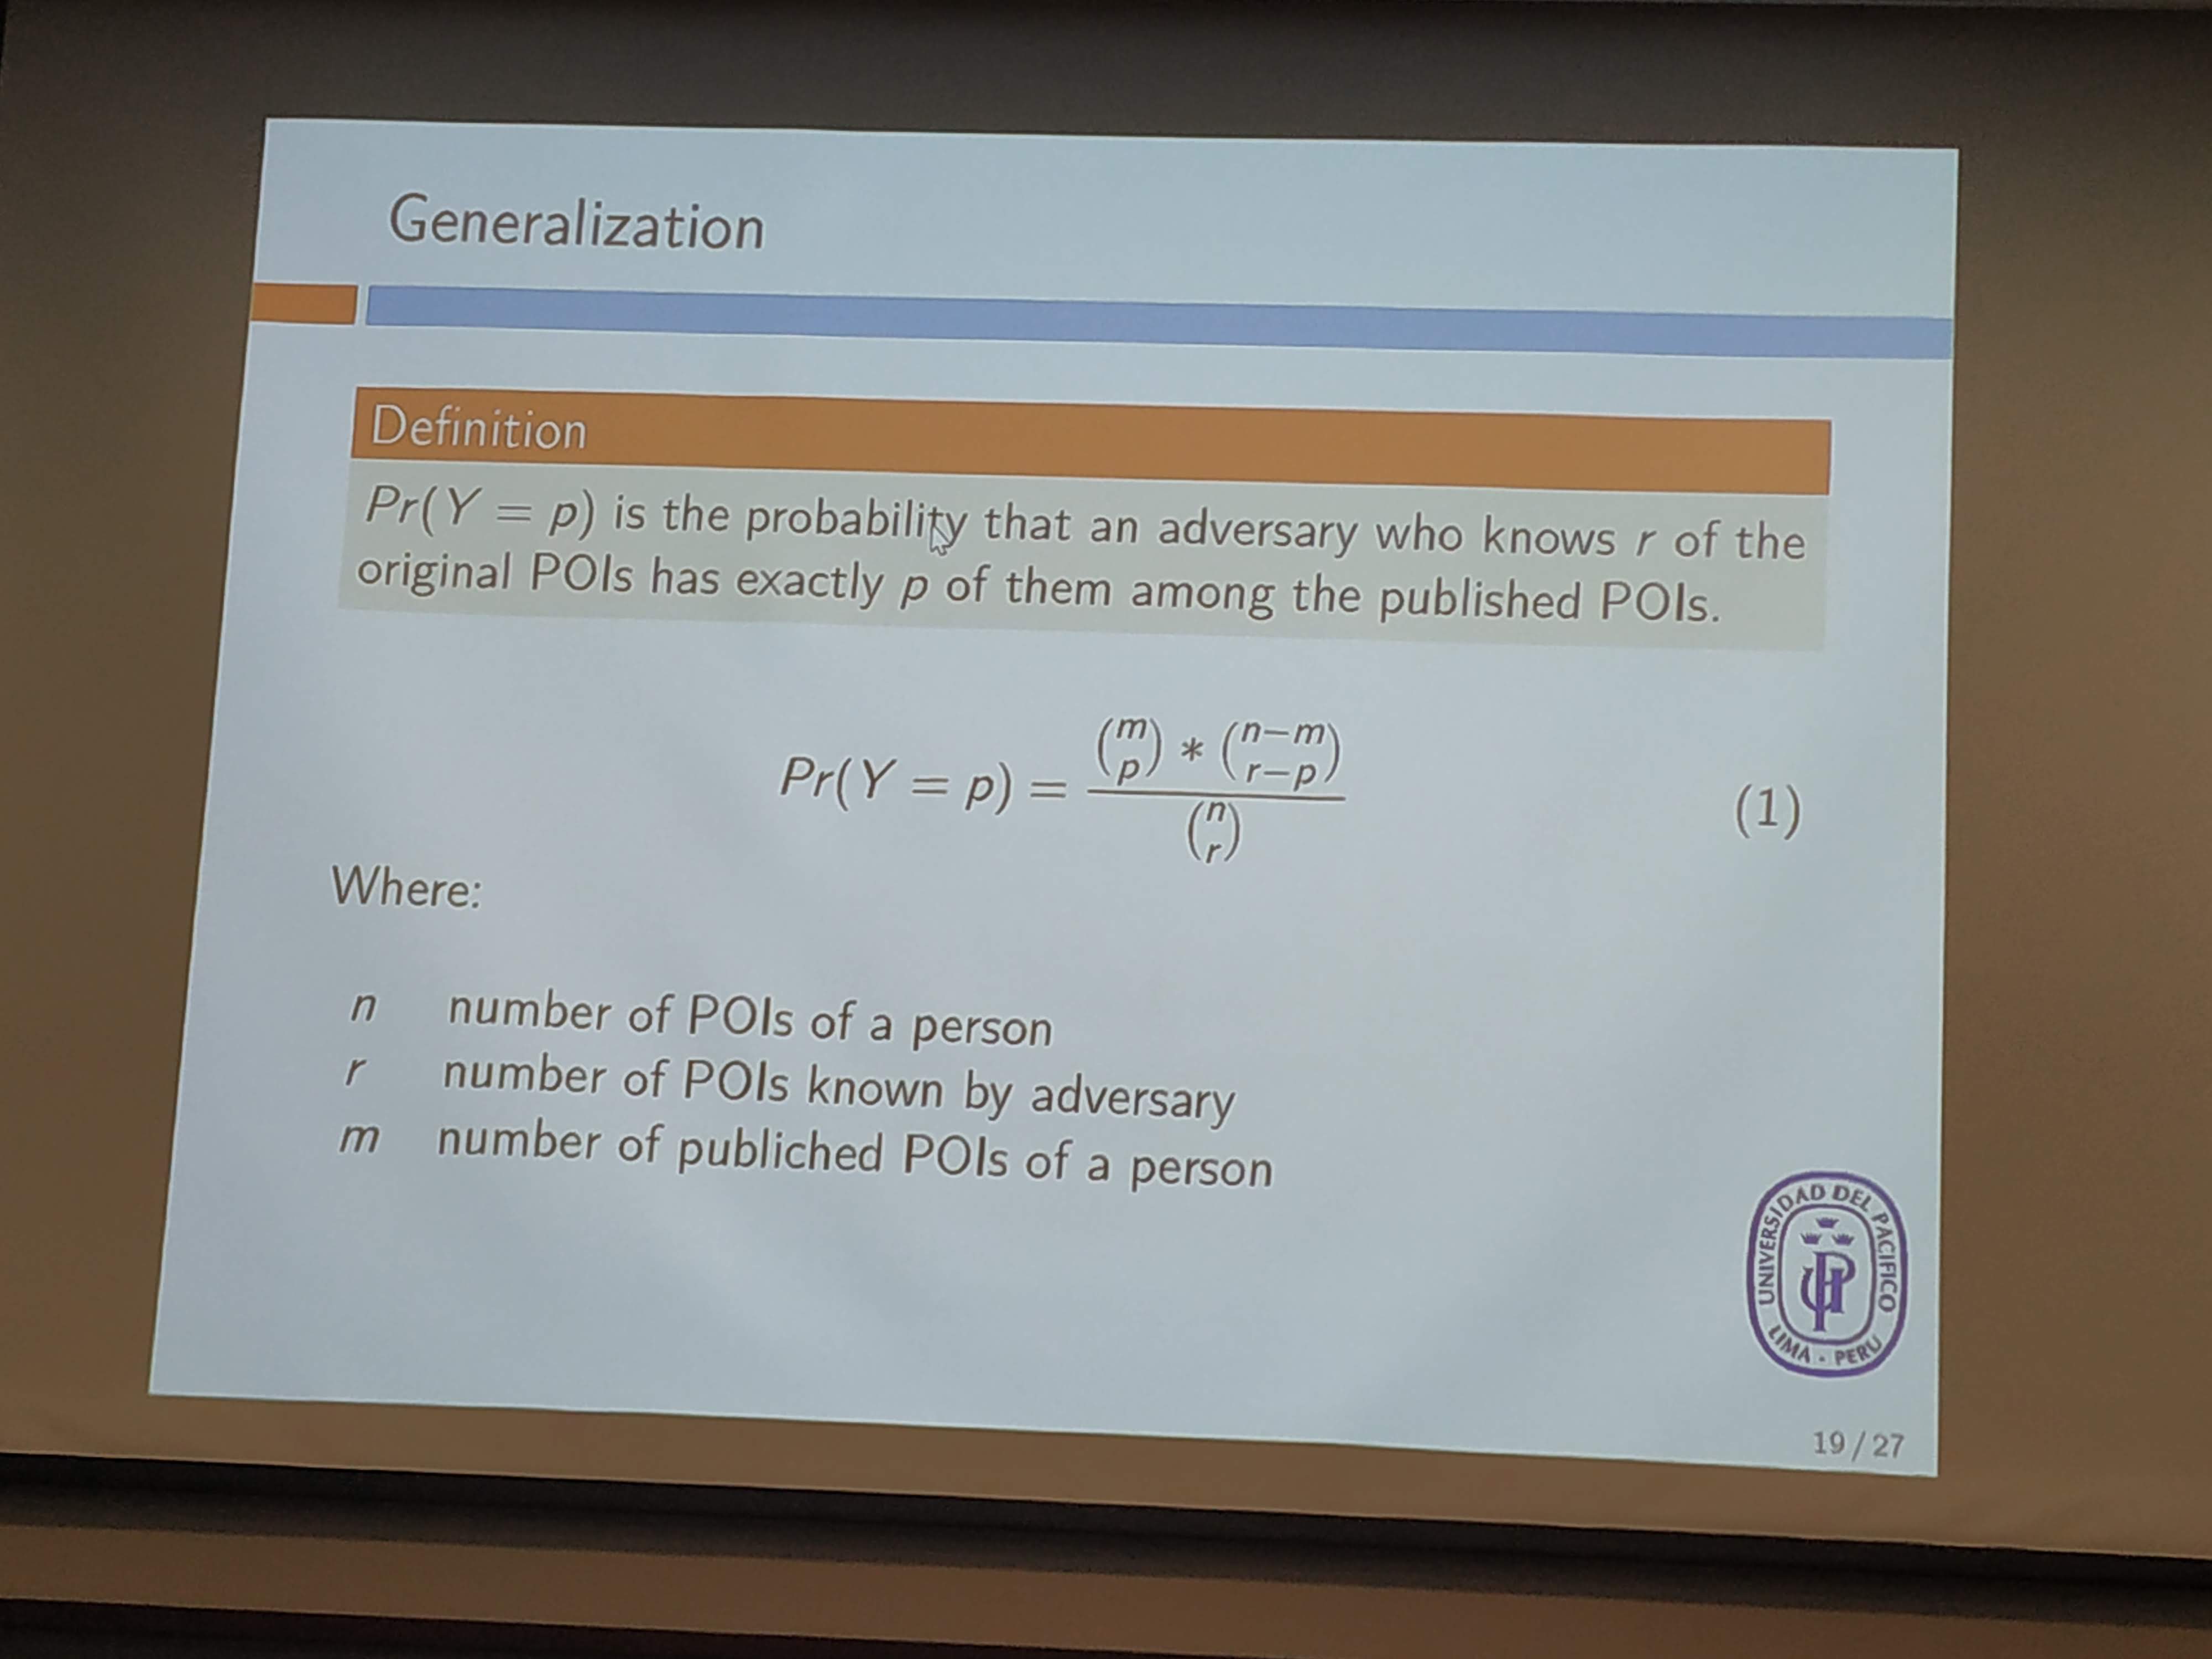 Generalization
Definition
Pr(Y = p) is the probability that an adversary who knows r of the
original POIs has exactly p of them among the published POIs.
Pr(Y = p) = \frac{\binom{m}{p} * \binom{n-m}{r-p}}{\binom{n}{r}} (1)
Where:
n number of POIs of a person
r number of POIs known by adversary
m number of publiched POIs of a person
UNIVERSIDAD DEL PACIFICO
LIMA - PERU
19 / 27